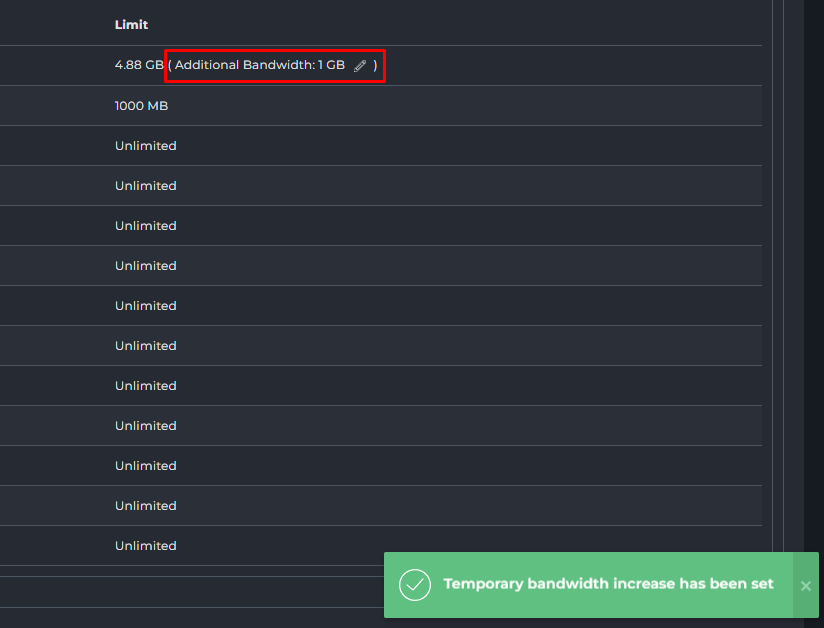 Limit
4.88 GB ( Additional Bandwidth: 1 GB )
1000 MB
Unlimited
Unlimited
Unlimited
Unlimited
Unlimited
Unlimited
Unlimited
Unlimited
Unlimited
Unlimited
Unlimited
Temporary bandwidth increase has been set